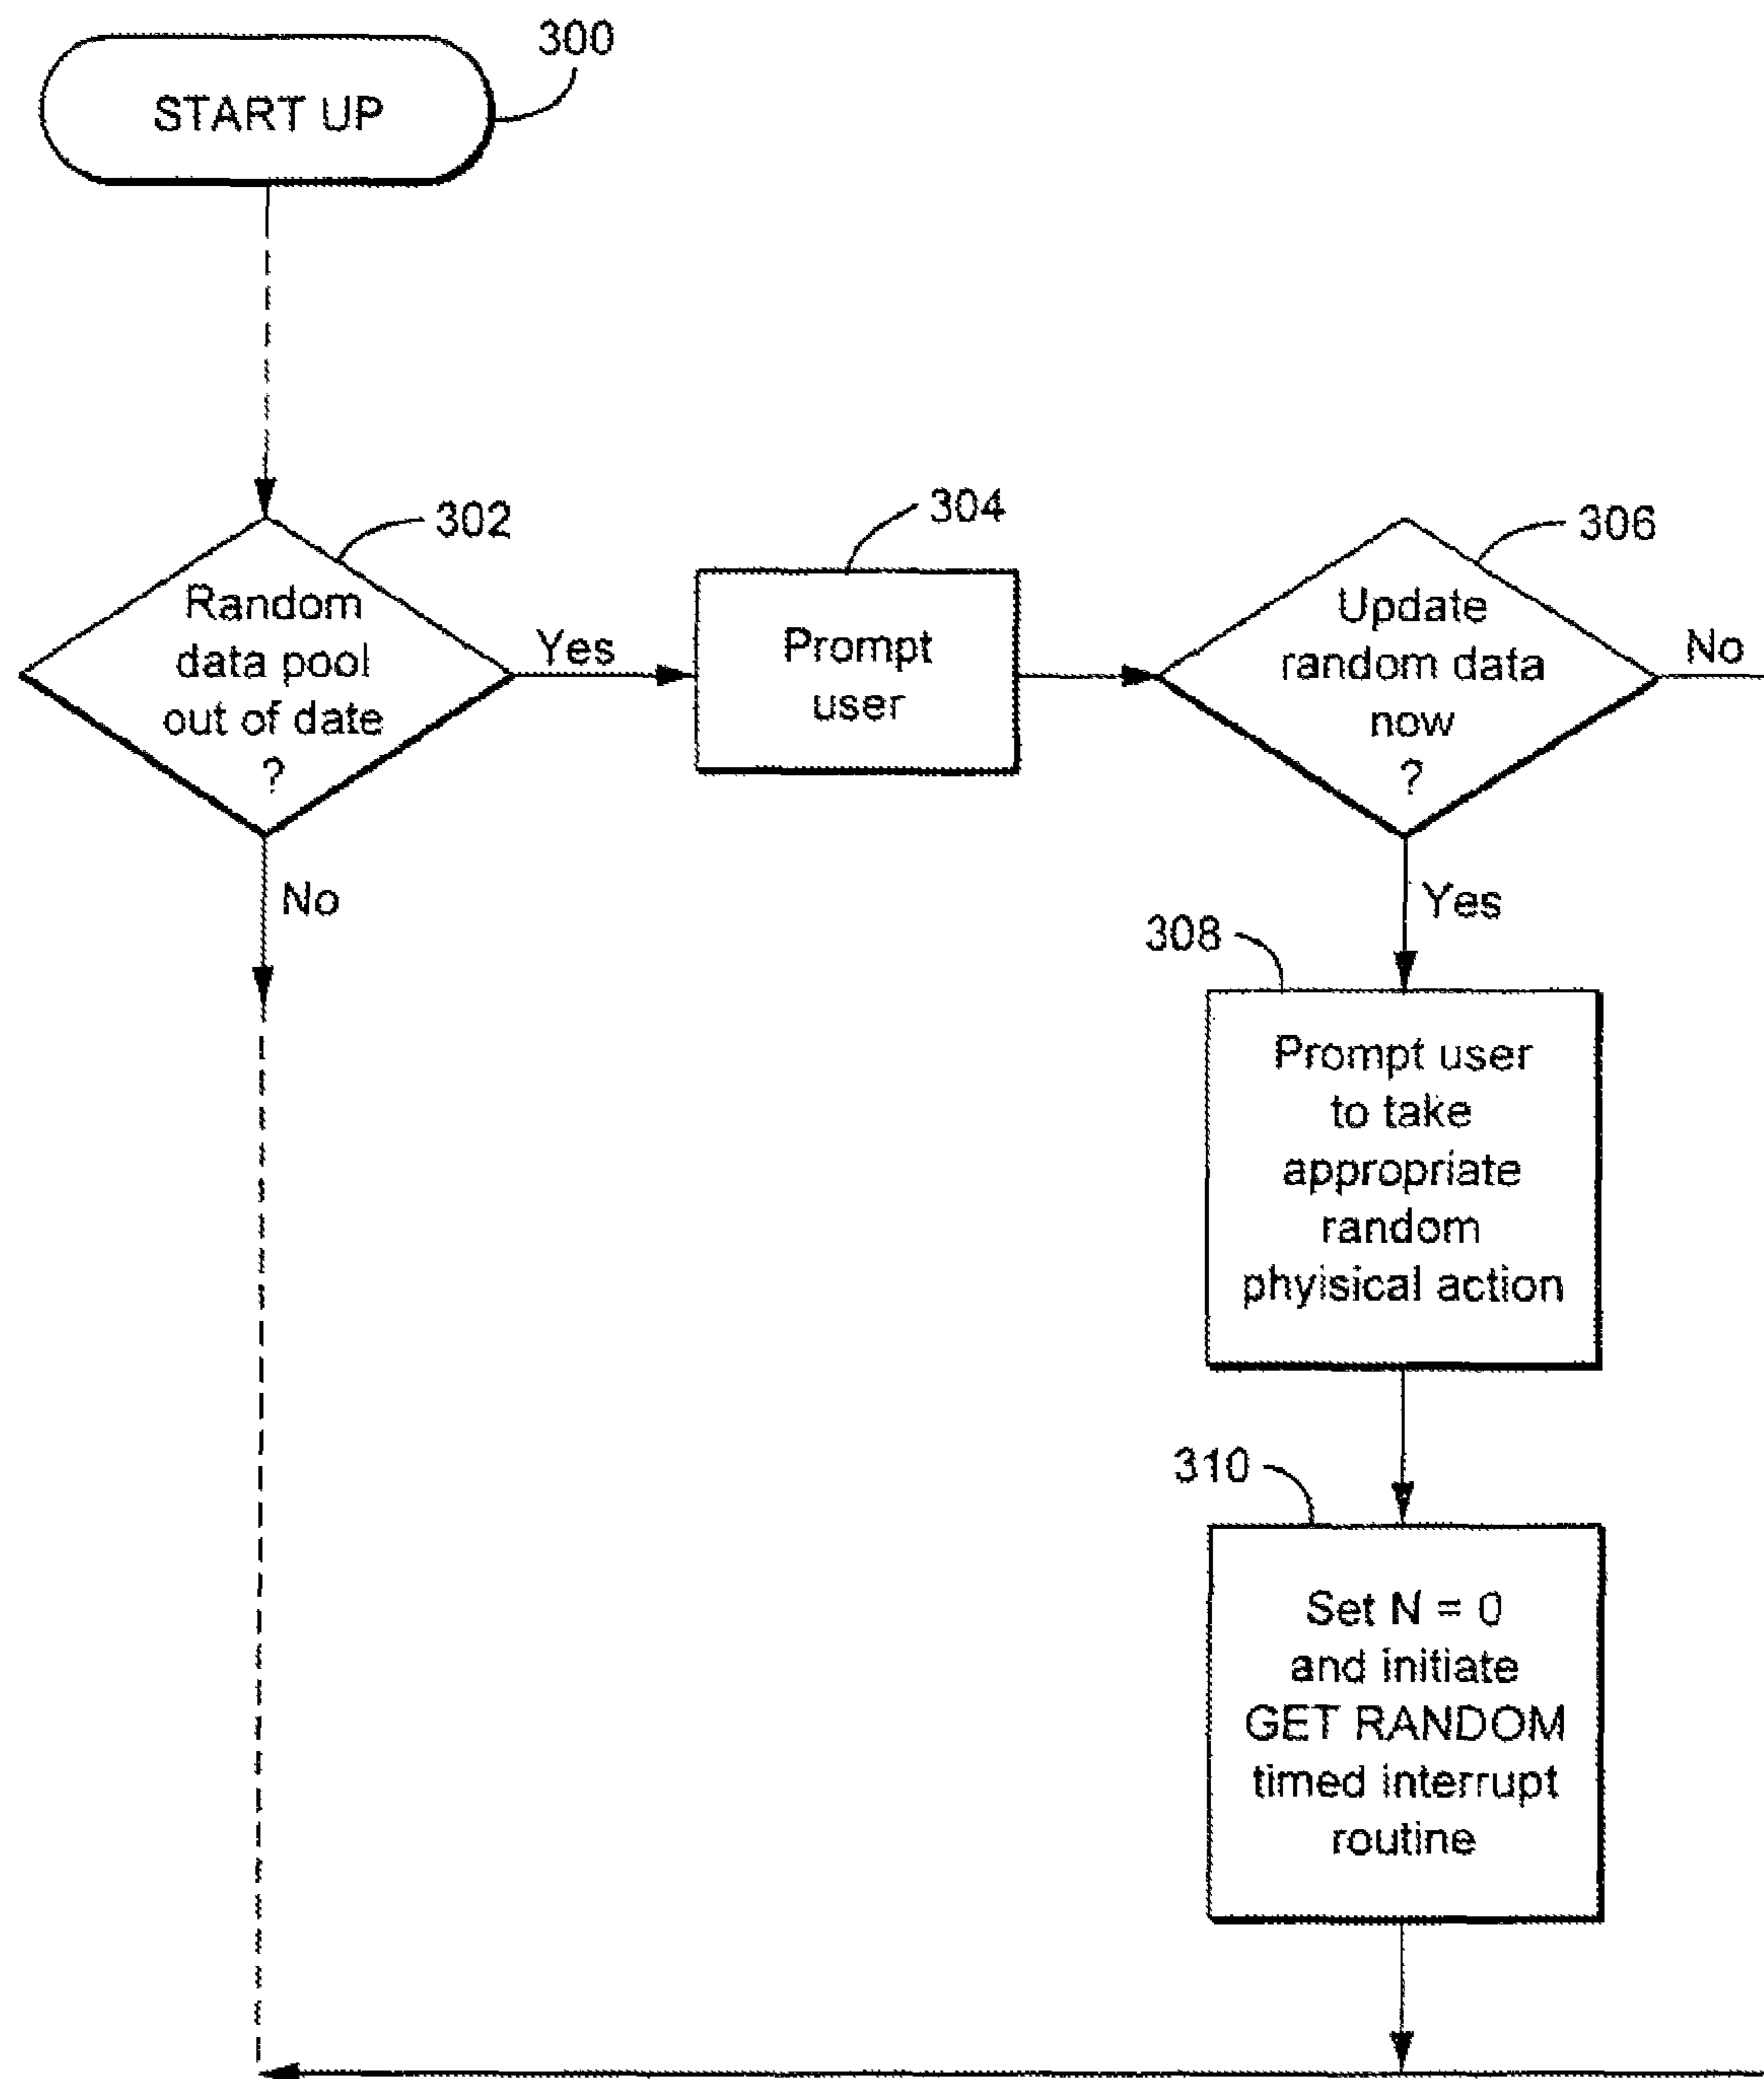 300
START UP
302
Random
data pool
out of date
?
Yes
No
304
Prompt
user
306
Update
random data
now
?
No
Yes
308
Prompt user
to take
appropriate
random
phyisical action
310
Set N = 0
and initiate
GET RANDOM
timed interrupt
routine